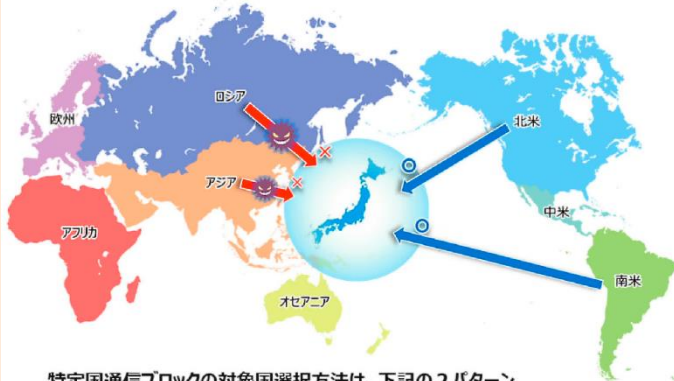 ロシア
欧州
北米
アジア
中米
アフリカ
南米
オセアニア
特定国通信ブロックの対象国選択方法は、下記の2パターン